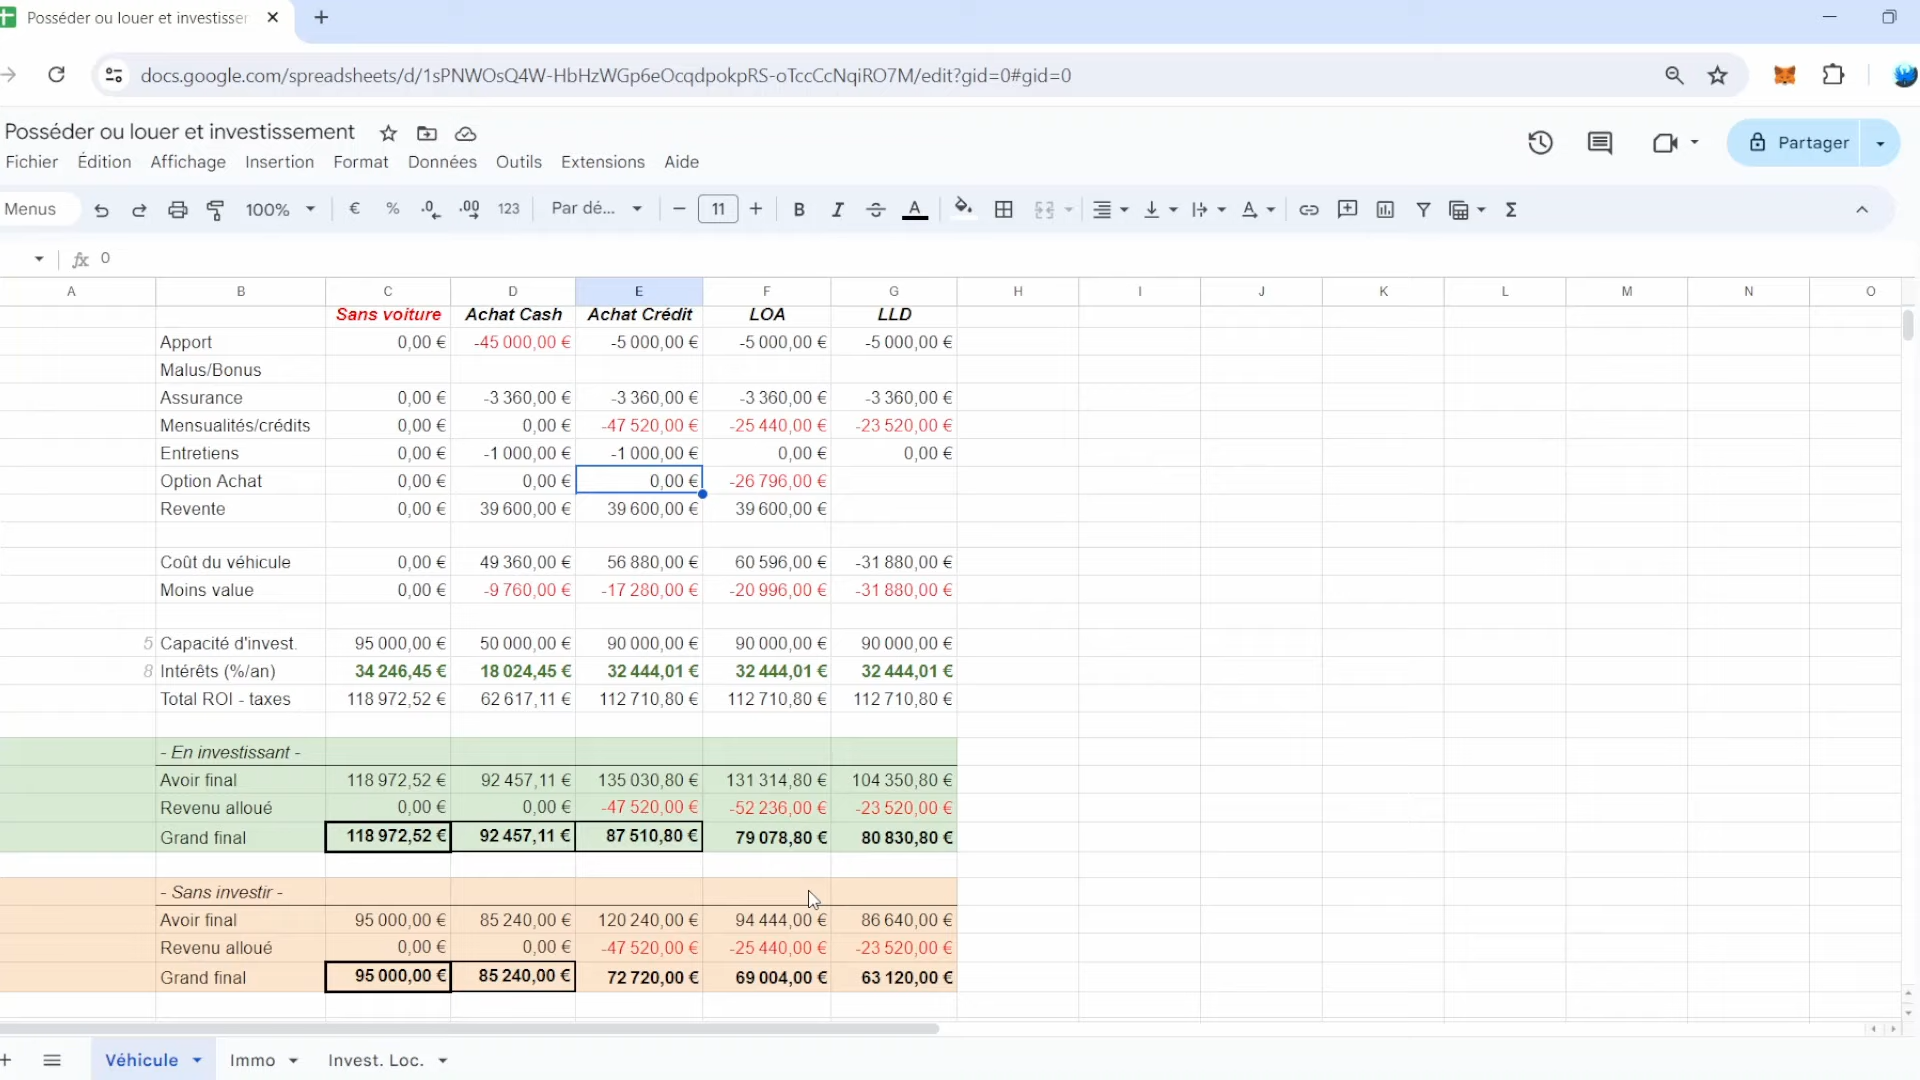 Posséder ou louer et investisser
docs.google.com/spreadsheets/d/1sPNWOsQ4W-HbHzWGp6eOcqdpokpRS-oTccCcNqiRO7M/edit?gid=0#gid=0
Posséder ou louer et investissement
Fichier Édition Affichage Insertion Format Données Outils Extensions Aide
Partager
Menus 100% € % .0 .00 123 Par dé... − 11 + B I A Σ
fx 0
A B C D E F G H I J K L M N O
Sans voiture Achat Cash Achat Crédit LOA LLD
Apport 0,00 € -45 000,00 € -5 000,00 € -5 000,00 € -5 000,00 €
Malus/Bonus
Assurance 0,00 € -3 360,00 € -3 360,00 € -3 360,00 € -3 360,00 €
Mensualités/crédits 0,00 € 0,00 € -47 520,00 € -25 440,00 € -23 520,00 €
Entretiens 0,00 € -1 000,00 € -1 000,00 € 0,00 € 0,00 €
Option Achat 0,00 € 0,00 € 0,00 € -26 796,00 €
Revente 0,00 € 39 600,00 € 39 600,00 € 39 600,00 €
Coût du véhicule 0,00 € 49 360,00 € 56 880,00 € 60 596,00 € -31 880,00 €
Moins value 0,00 € -9 760,00 € -17 280,00 € -20 996,00 € -31 880,00 €
5 Capacité d'invest. 95 000,00 € 50 000,00 € 90 000,00 € 90 000,00 € 90 000,00 €
8 Intérêts (%/an) 34 246,45 € 18 024,45 € 32 444,01 € 32 444,01 € 32 444,01 €
Total ROI - taxes 118 972,52 € 62 617,11 € 112 710,80 € 112 710,80 € 112 710,80 €
- En investissant -
Avoir final 118 972,52 € 92 457,11 € 135 030,80 € 131 314,80 € 104 350,80 €
Revenu alloué 0,00 € 0,00 € -47 520,00 € -52 236,00 € -23 520,00 €
Grand final 118 972,52 € 92 457,11 € 87 510,80 € 79 078,80 € 80 830,80 €
- Sans investir -
Avoir final 95 000,00 € 85 240,00 € 120 240,00 € 94 444,00 € 86 640,00 €
Revenu alloué 0,00 € 0,00 € -47 520,00 € -25 440,00 € -23 520,00 €
Grand final 95 000,00 € 85 240,00 € 72 720,00 € 69 004,00 € 63 120,00 €
Véhicule Immo Invest. Loc.